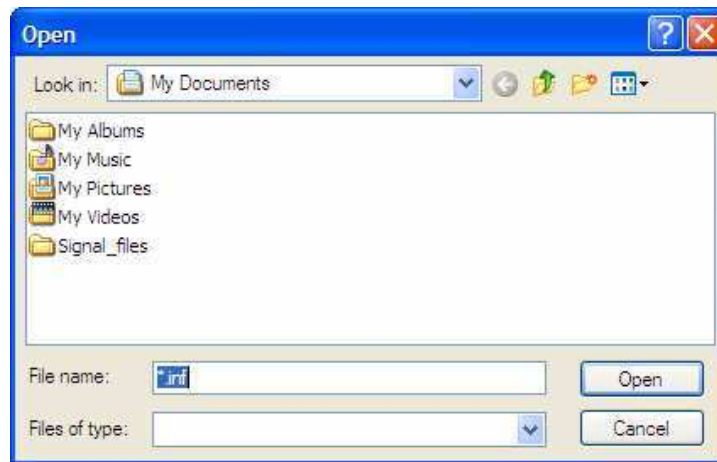 Open
Look in: My Documents
My Albums
My Music
My Pictures
My Videos
Signal_files
File name: *.inf Open
Files of type: Cancel